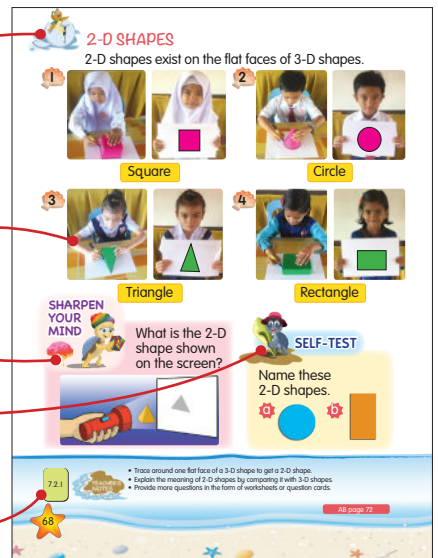 2-D SHAPES
2-D shapes exist on the flat faces of 3-D shapes.
1
2
Square
Circle
3
4
Triangle
Rectangle
SHARPEN
YOUR
MIND
What is the 2-D
shape shown
on the screen?
SELF-TEST
Name these
2-D shapes.
a
b
7.2.1
TEACHER'S
NOTES
• Trace around one flat face of a 3-D shape to get a 2-D shape.
• Explain the meaning of 2-D shapes by comparing it with 3-D shapes.
• Provide more questions in the form of worksheets or question cards.
AB page 72
68